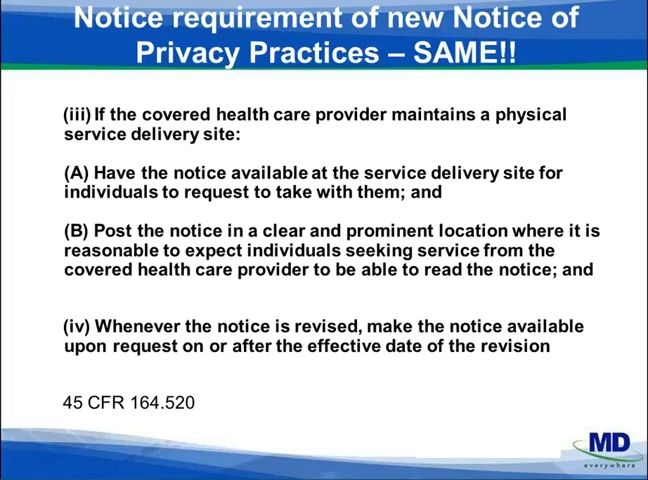 Notice requirement of new Notice of
Privacy Practices – SAME!!
(iii) If the covered health care provider maintains a physical
service delivery site:
(A) Have the notice available at the service delivery site for
individuals to request to take with them; and
(B) Post the notice in a clear and prominent location where it is
reasonable to expect individuals seeking service from the
covered health care provider to be able to read the notice; and
(iv) Whenever the notice is revised, make the notice available
upon request on or after the effective date of the revision
45 CFR 164.520
MD
everywhere